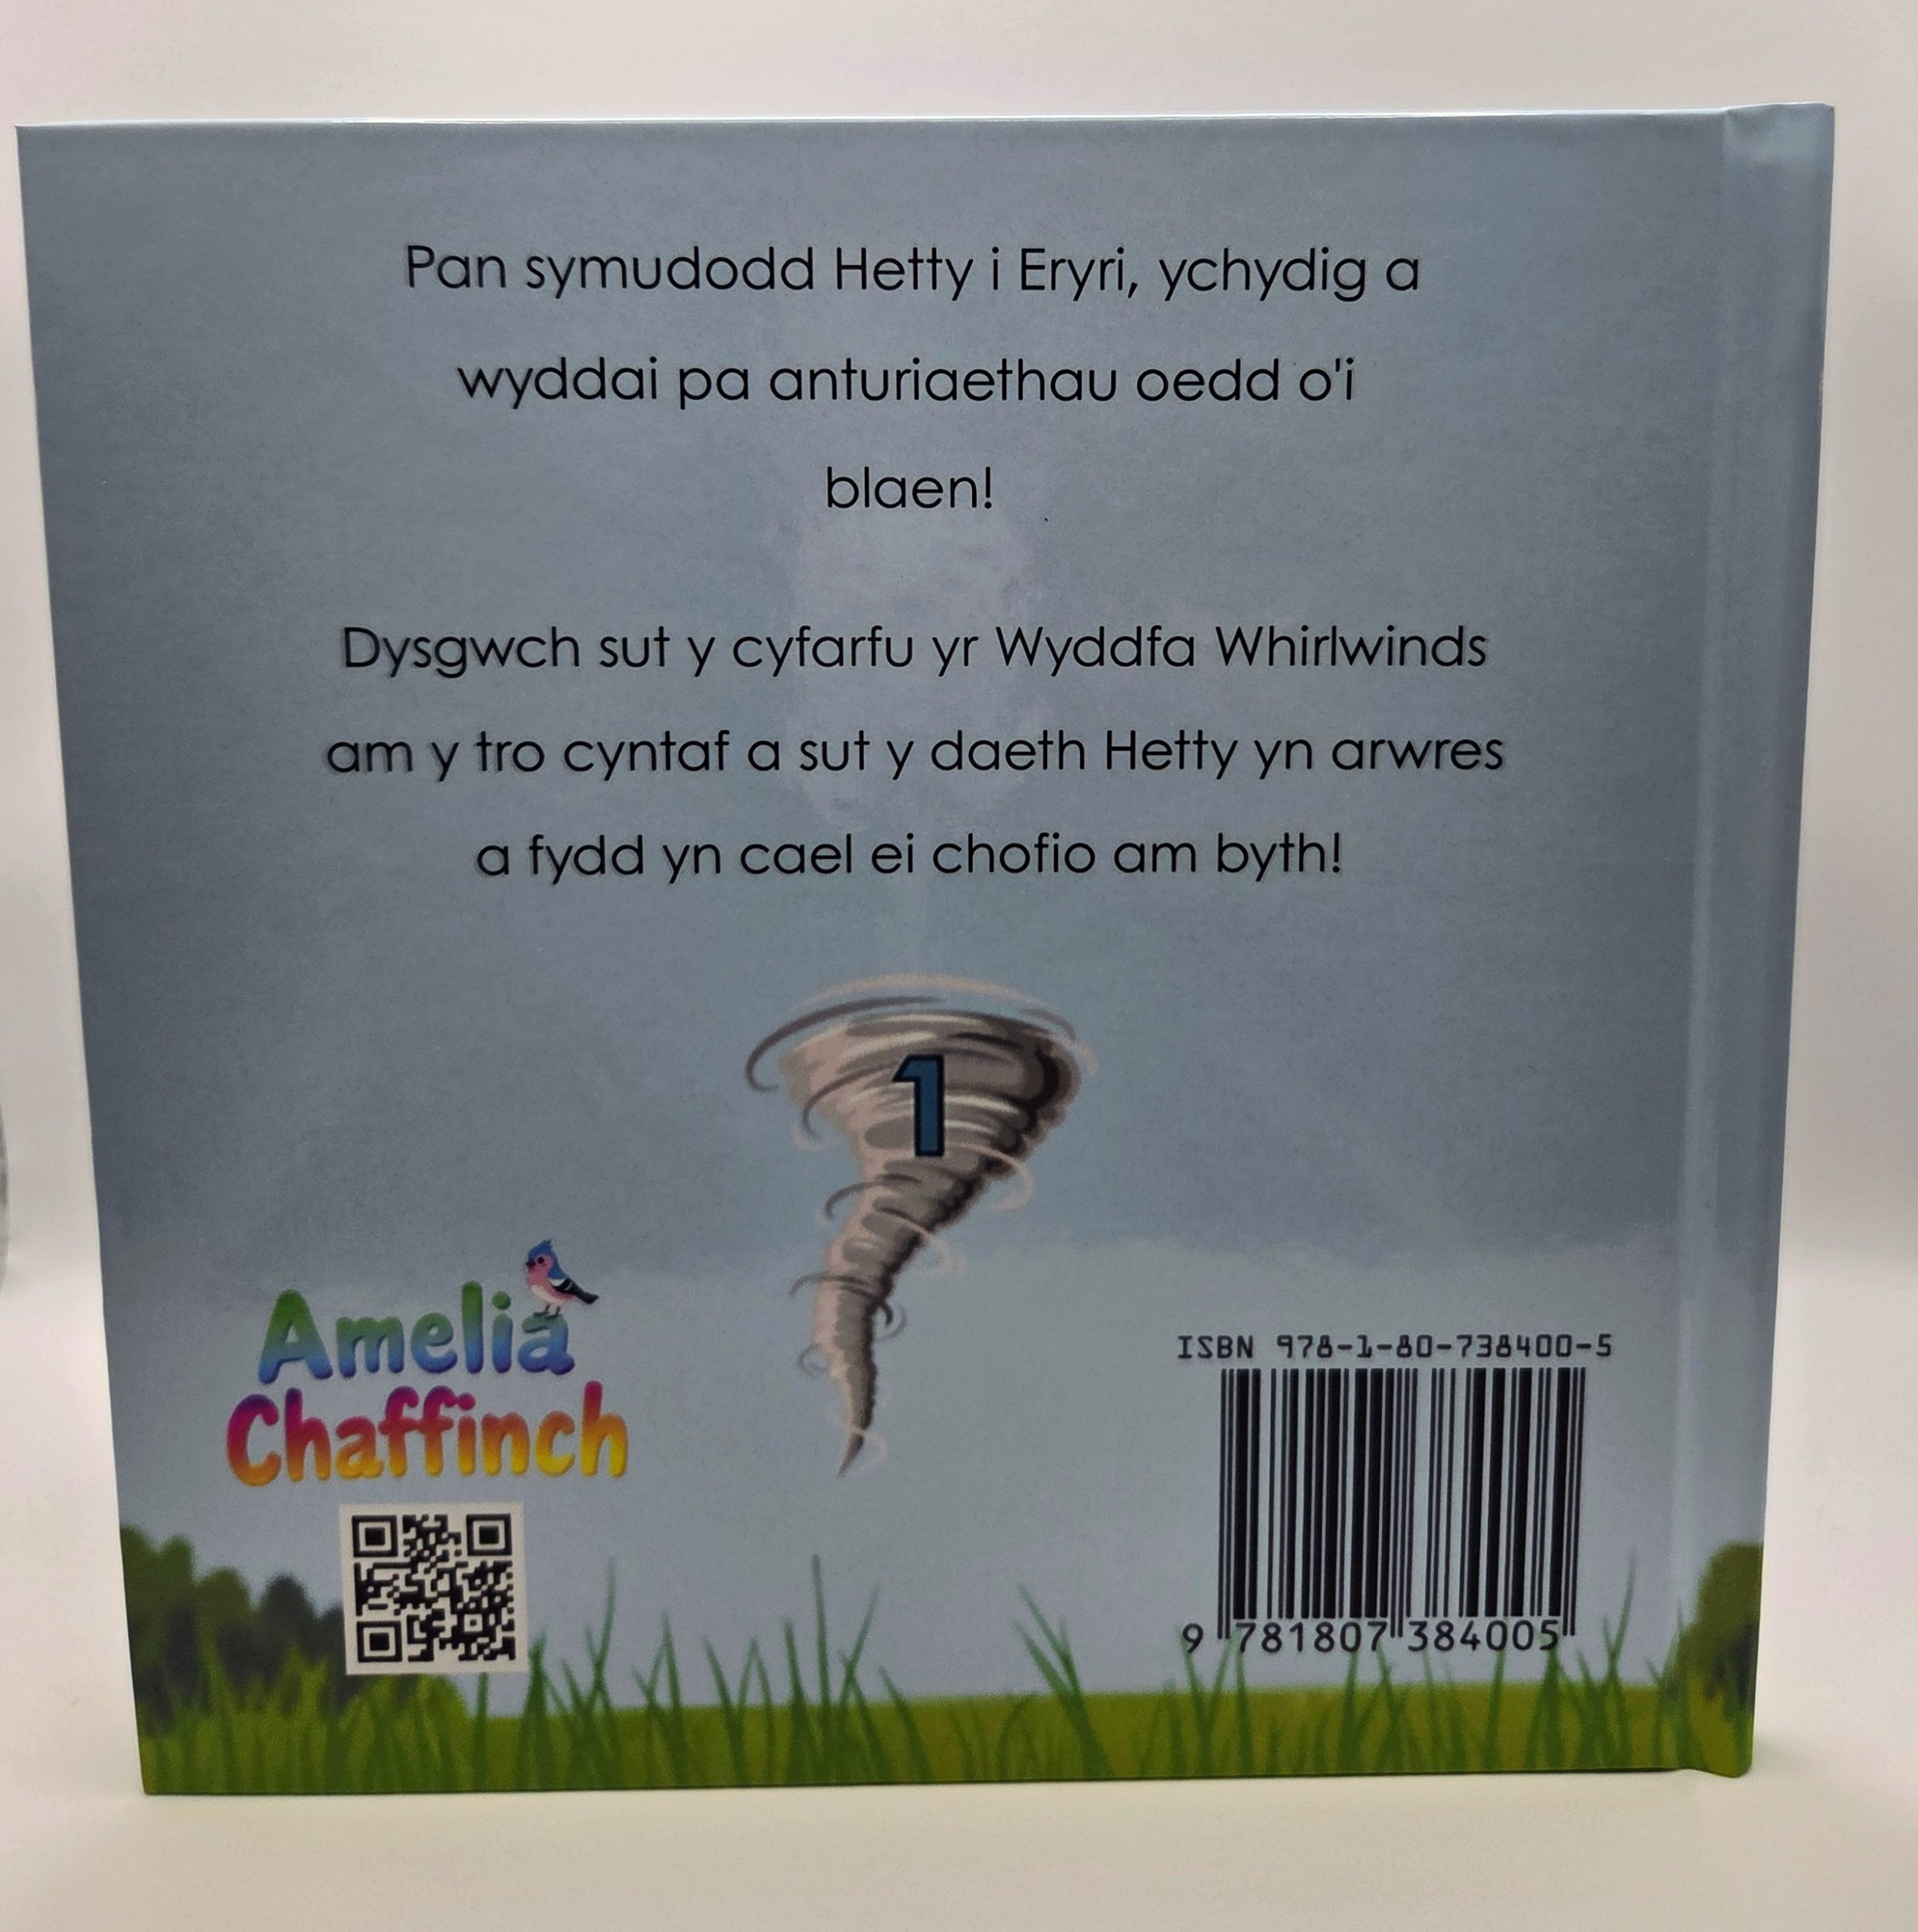 Pan symudodd Hetty i Eryri, ychydig a
wyddai pa anturiaethau oedd o'i
blaen!
Dysgwch sut y cyfarfu yr Wyddfa Whirlwinds
am y tro cyntaf a sut y daeth Hetty yn arwres
a fydd yn cael ei chofio am byth!
1
Amelia
Chaffinch
ISBN 978-1-80-738400-5
9 781807 384005